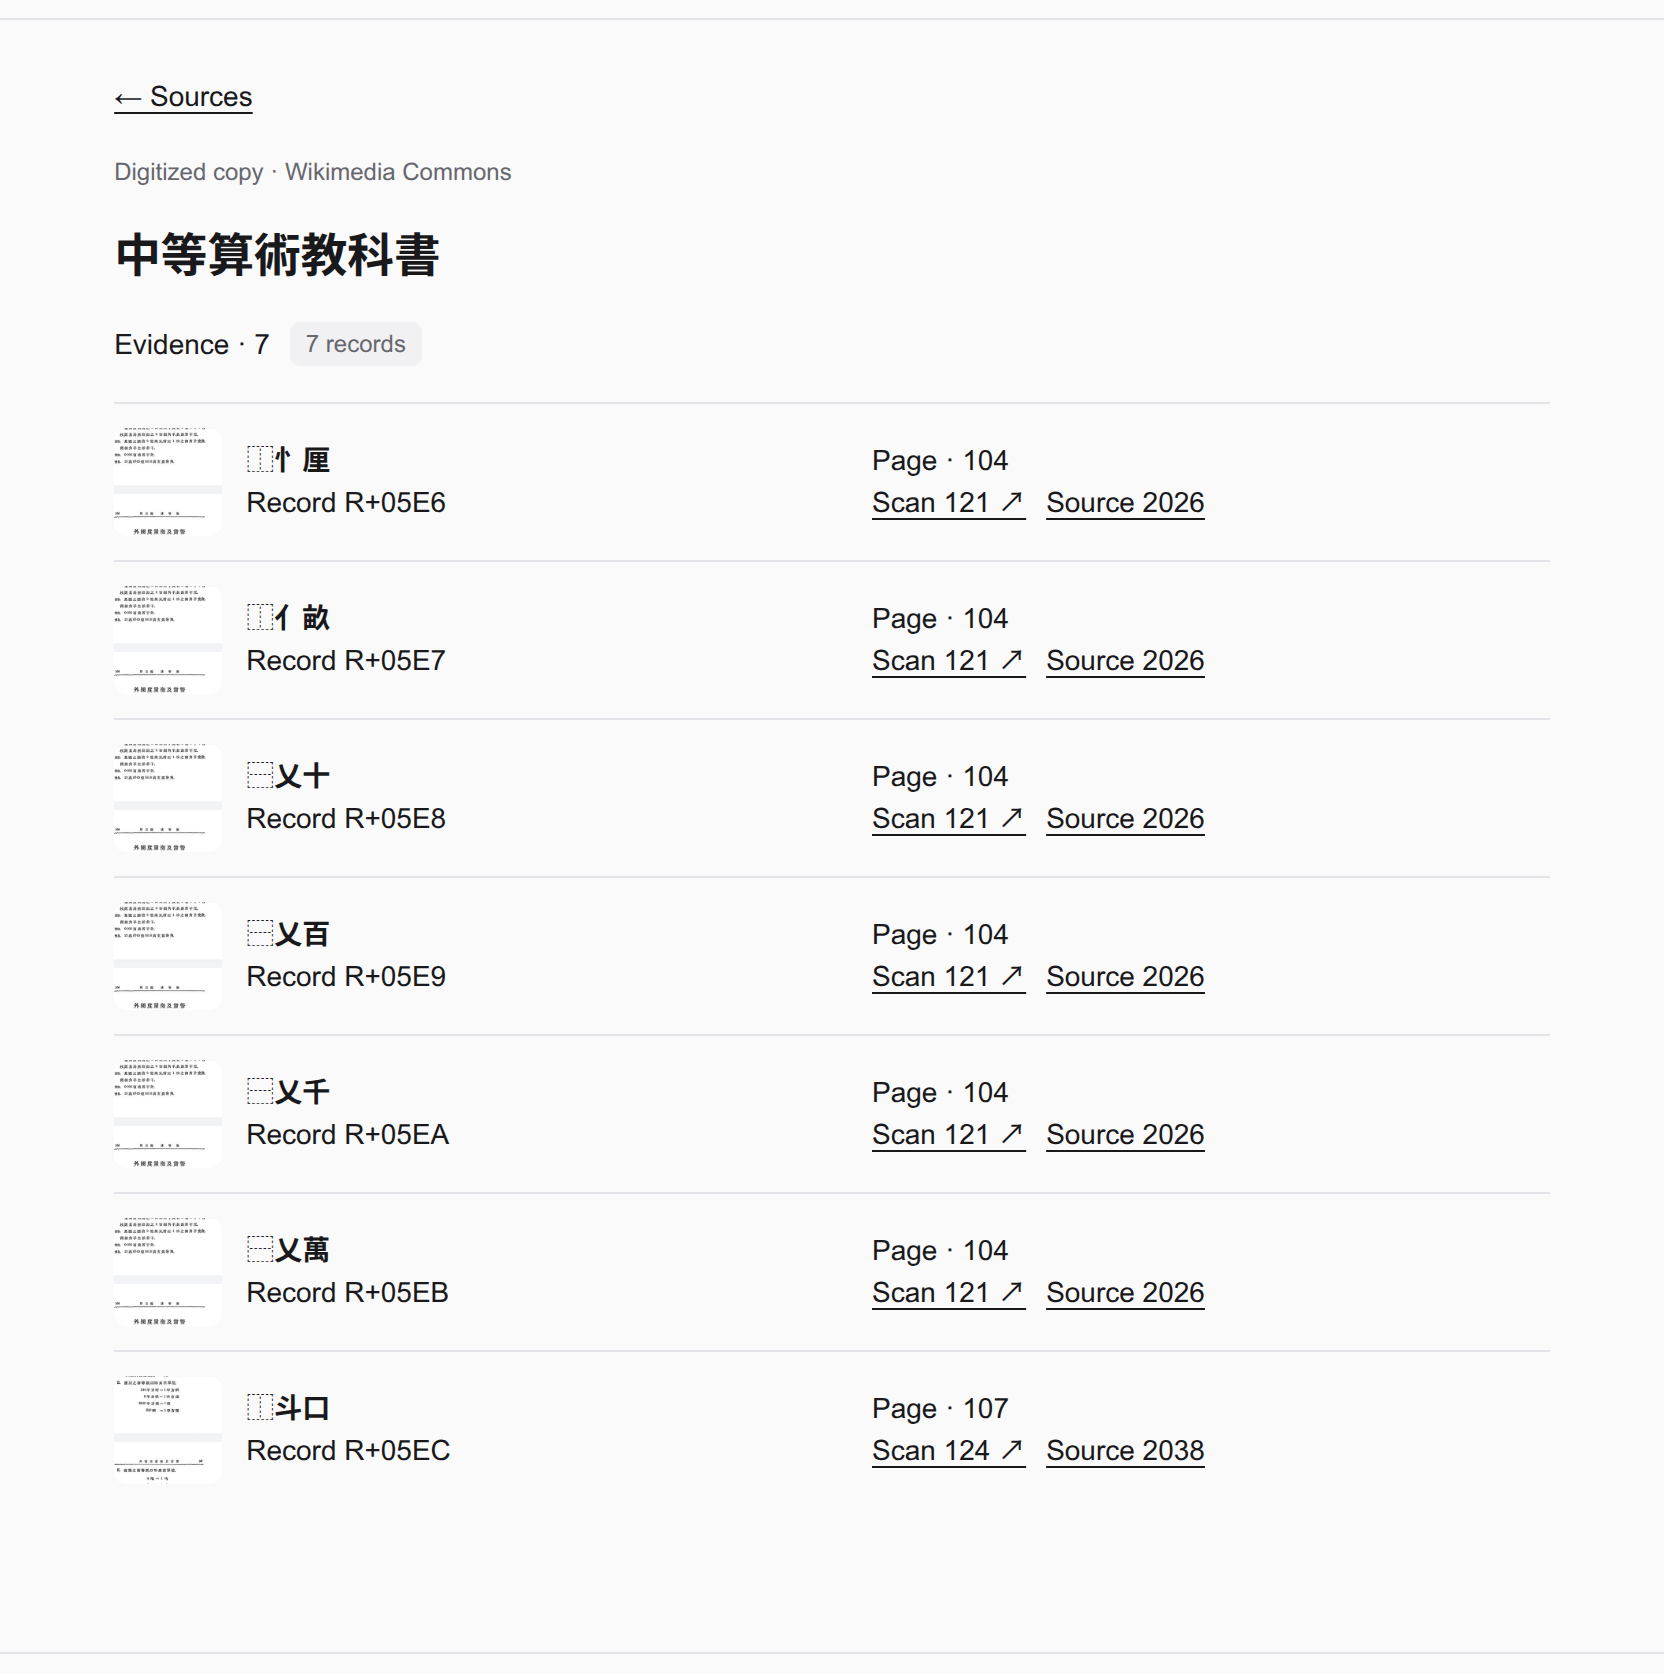 ← Sources
Digitized copy · Wikimedia Commons
中等算術教科書
Evidence · 7 7 records
⿰忄厘
Record R+05E6
Page · 104
Scan 121 ↗ Source 2026
⿰亻畝
Record R+05E7
Page · 104
Scan 121 ↗ Source 2026
⿱乂十
Record R+05E8
Page · 104
Scan 121 ↗ Source 2026
⿱乂百
Record R+05E9
Page · 104
Scan 121 ↗ Source 2026
⿱乂千
Record R+05EA
Page · 104
Scan 121 ↗ Source 2026
⿱乂萬
Record R+05EB
Page · 104
Scan 121 ↗ Source 2026
⿰斗口
Record R+05EC
Page · 107
Scan 124 ↗ Source 2038